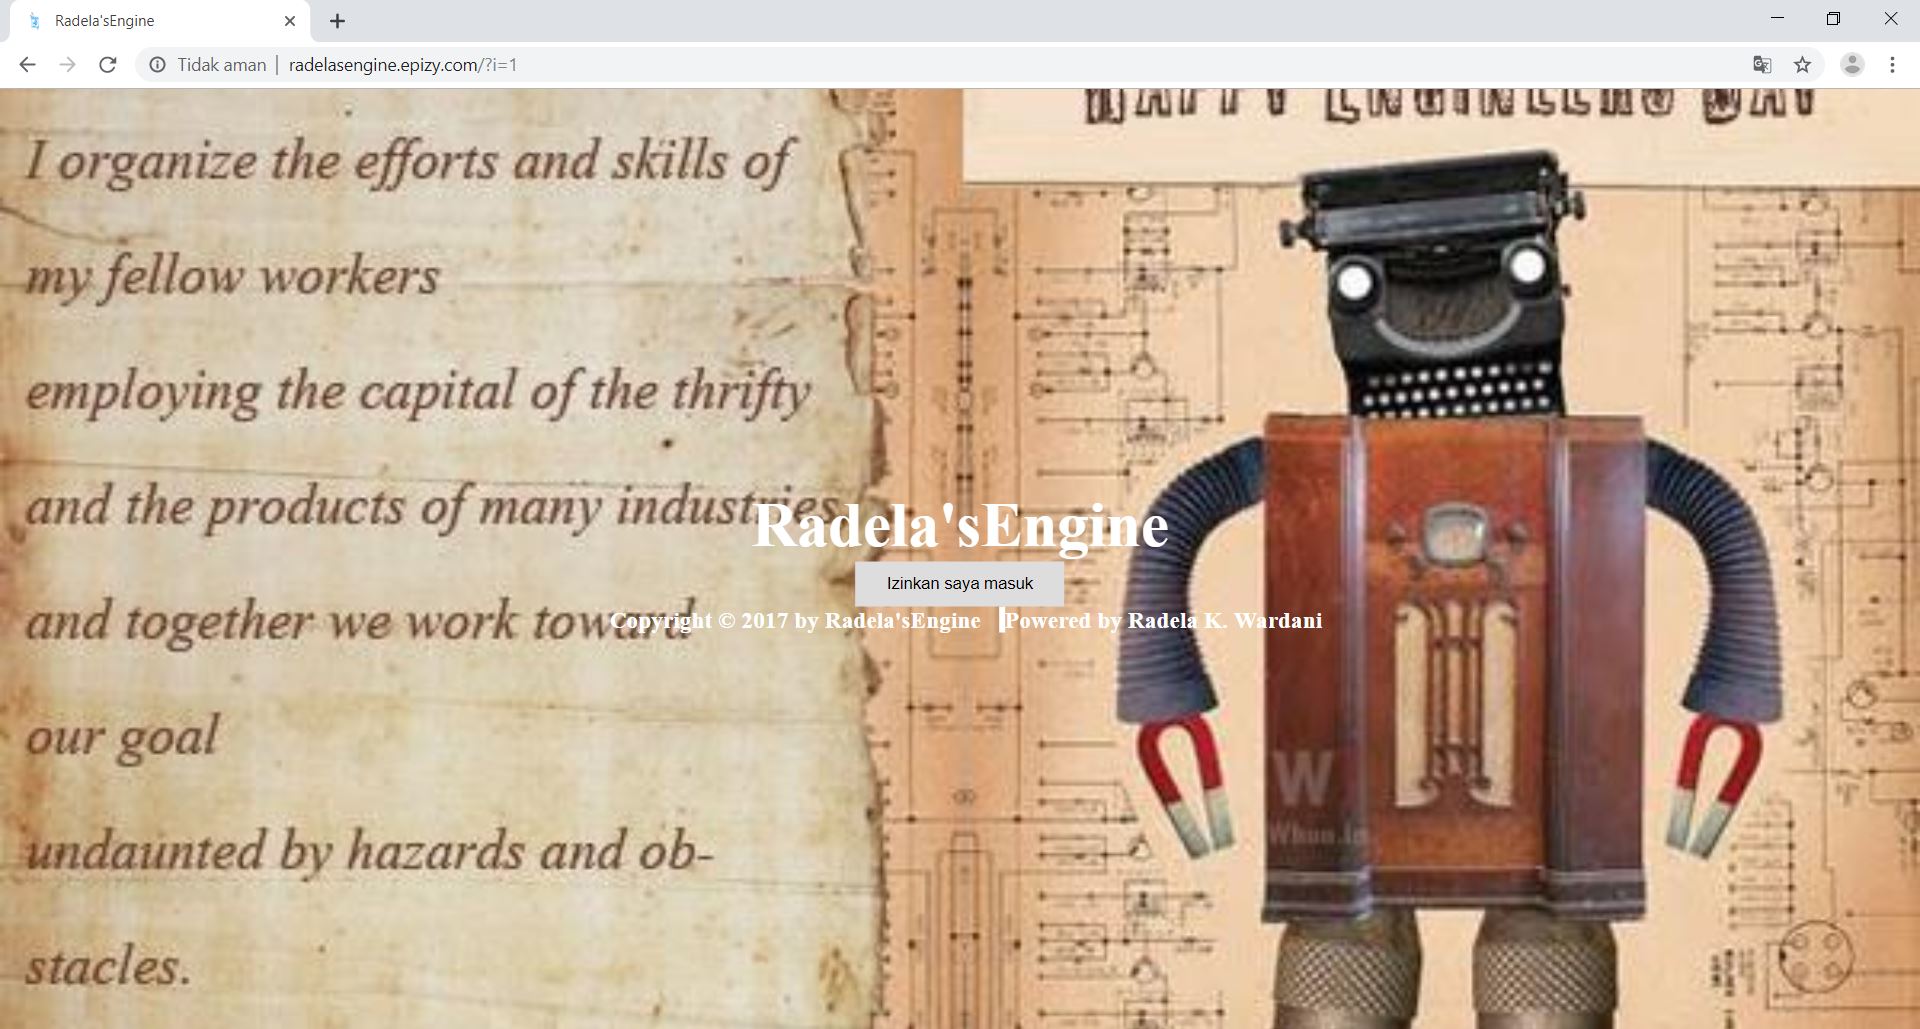 Radela'sEngine
Tidak aman | radelasengine.epizy.com/?i=1
HAPPY ENGINEERS DAY
I organize the efforts and skills of
my fellow workers
employing the capital of the thrifty
and the products of many industries
and together we work toward
our goal
undaunted by hazards and ob-
stacles.
Radela'sEngine
Izinkan saya masuk
Copyright © 2017 by Radela'sEngine
Powered by Radela K. Wardani
W